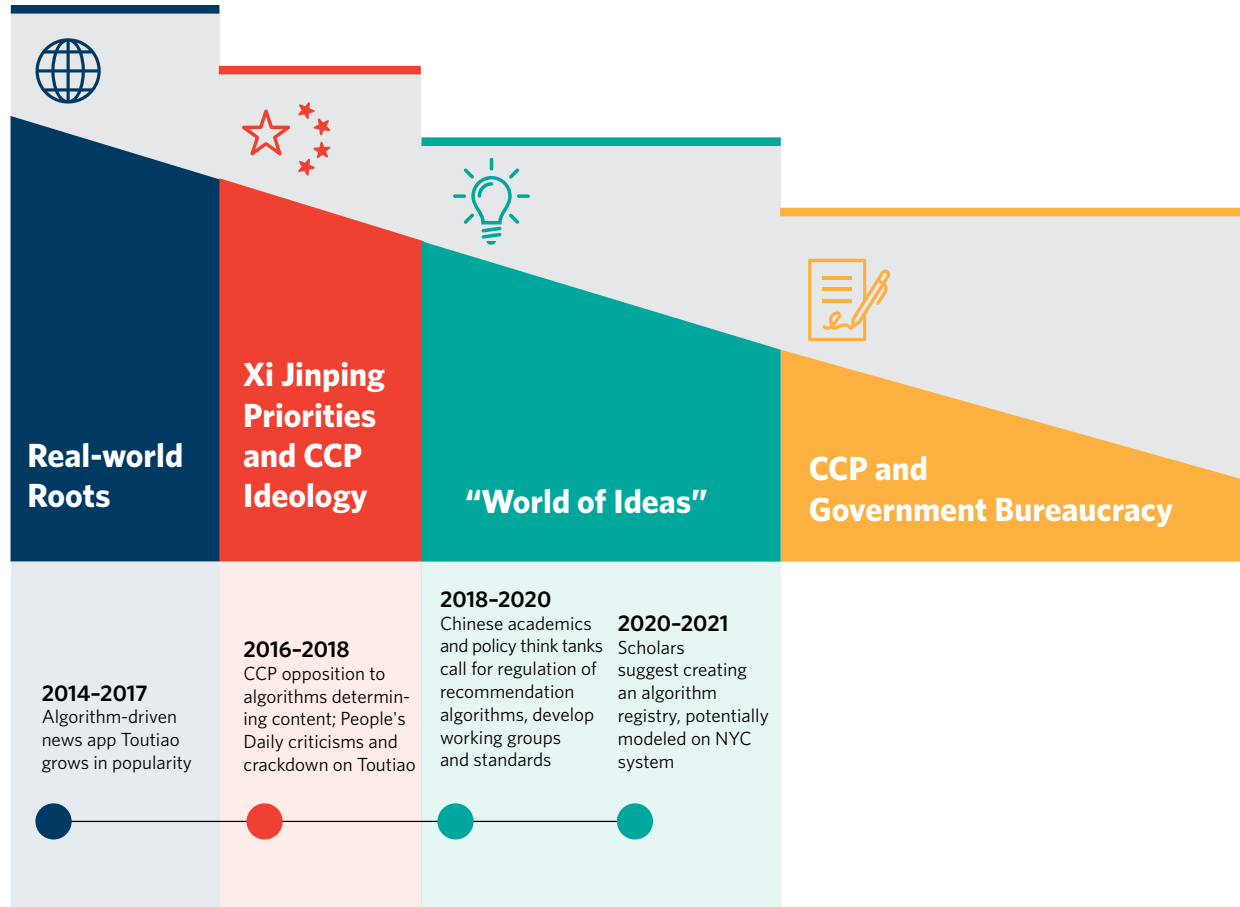 Real-world
Roots
Xi Jinping
Priorities
and CCP
Ideology
“World of Ideas”
CCP and
Government Bureaucracy
2014–2017
Algorithm-driven
news app Toutiao
grows in popularity
2016–2018
CCP opposition to
algorithms determin-
ing content; People's
Daily criticisms and
crackdown on Toutiao
2018–2020
Chinese academics
and policy think tanks
call for regulation of
recommendation
algorithms, develop
working groups
and standards
2020–2021
Scholars
suggest creating
an algorithm
registry, potentially
modeled on NYC
system